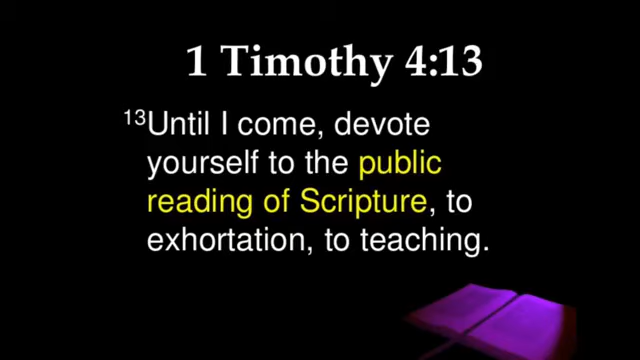 1 Timothy 4:13
13Until I come, devote
yourself to the public
reading of Scripture, to
exhortation, to teaching.